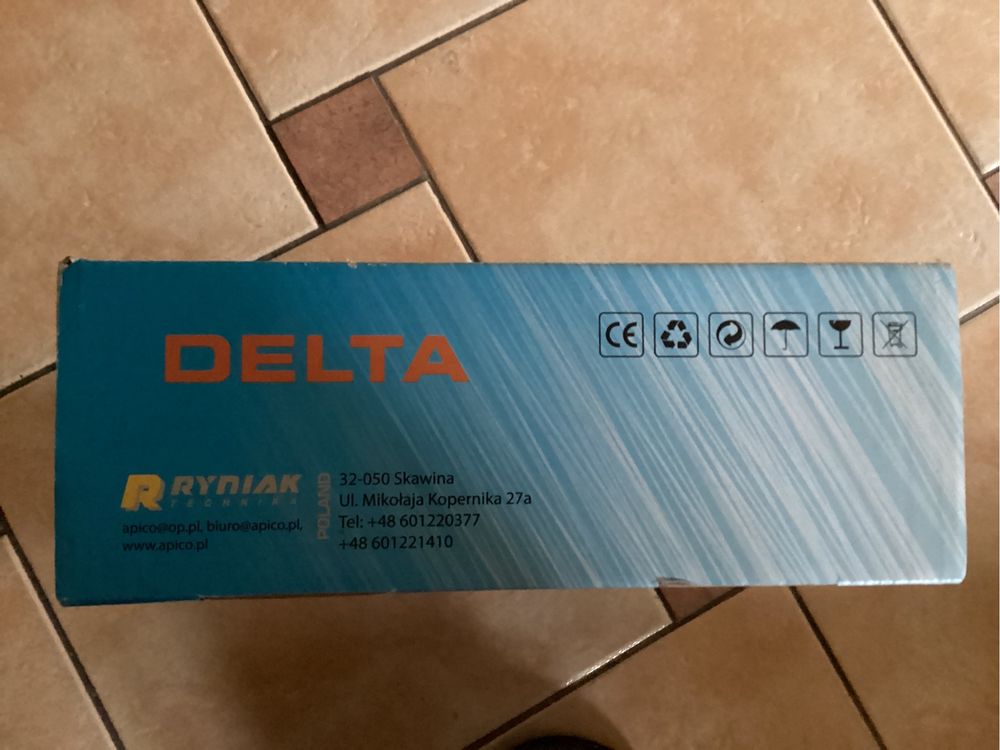 DELTA
CE
RYNIAK
TECHNIKA
apico@op.pl, biuro@apico.pl,
www.apico.pl
POLAND
32-050 Skawina
Ul. Mikołaja Kopernika 27a
Tel: +48 601220377
+48 601221410